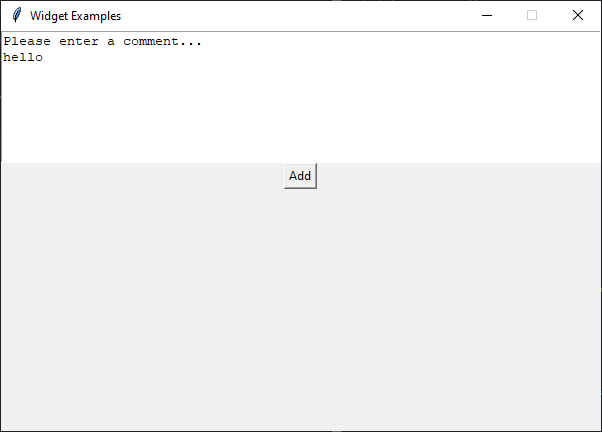 Widget Examples
Please enter a comment...
hello
Add